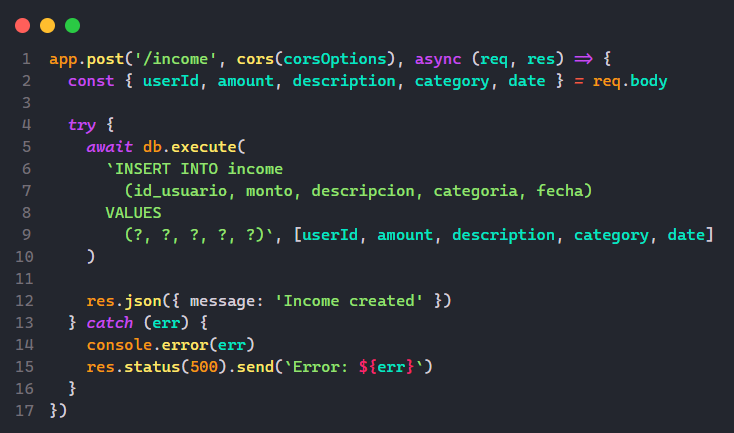 1 app.post('/income', cors(corsOptions), async (req, res) => {
2 const { userId, amount, description, category, date } = req.body
3
4 try {
5 await db.execute(
6 `INSERT INTO income
7 (id_usuario, monto, descripcion, categoria, fecha)
8 VALUES
9 (?, ?, ?, ?, ?)`, [userId, amount, description, category, date]
10 )
11
12 res.json({ message: 'Income created' })
13 } catch (err) {
14 console.error(err)
15 res.status(500).send(`Error: ${err}`)
16 }
17 })